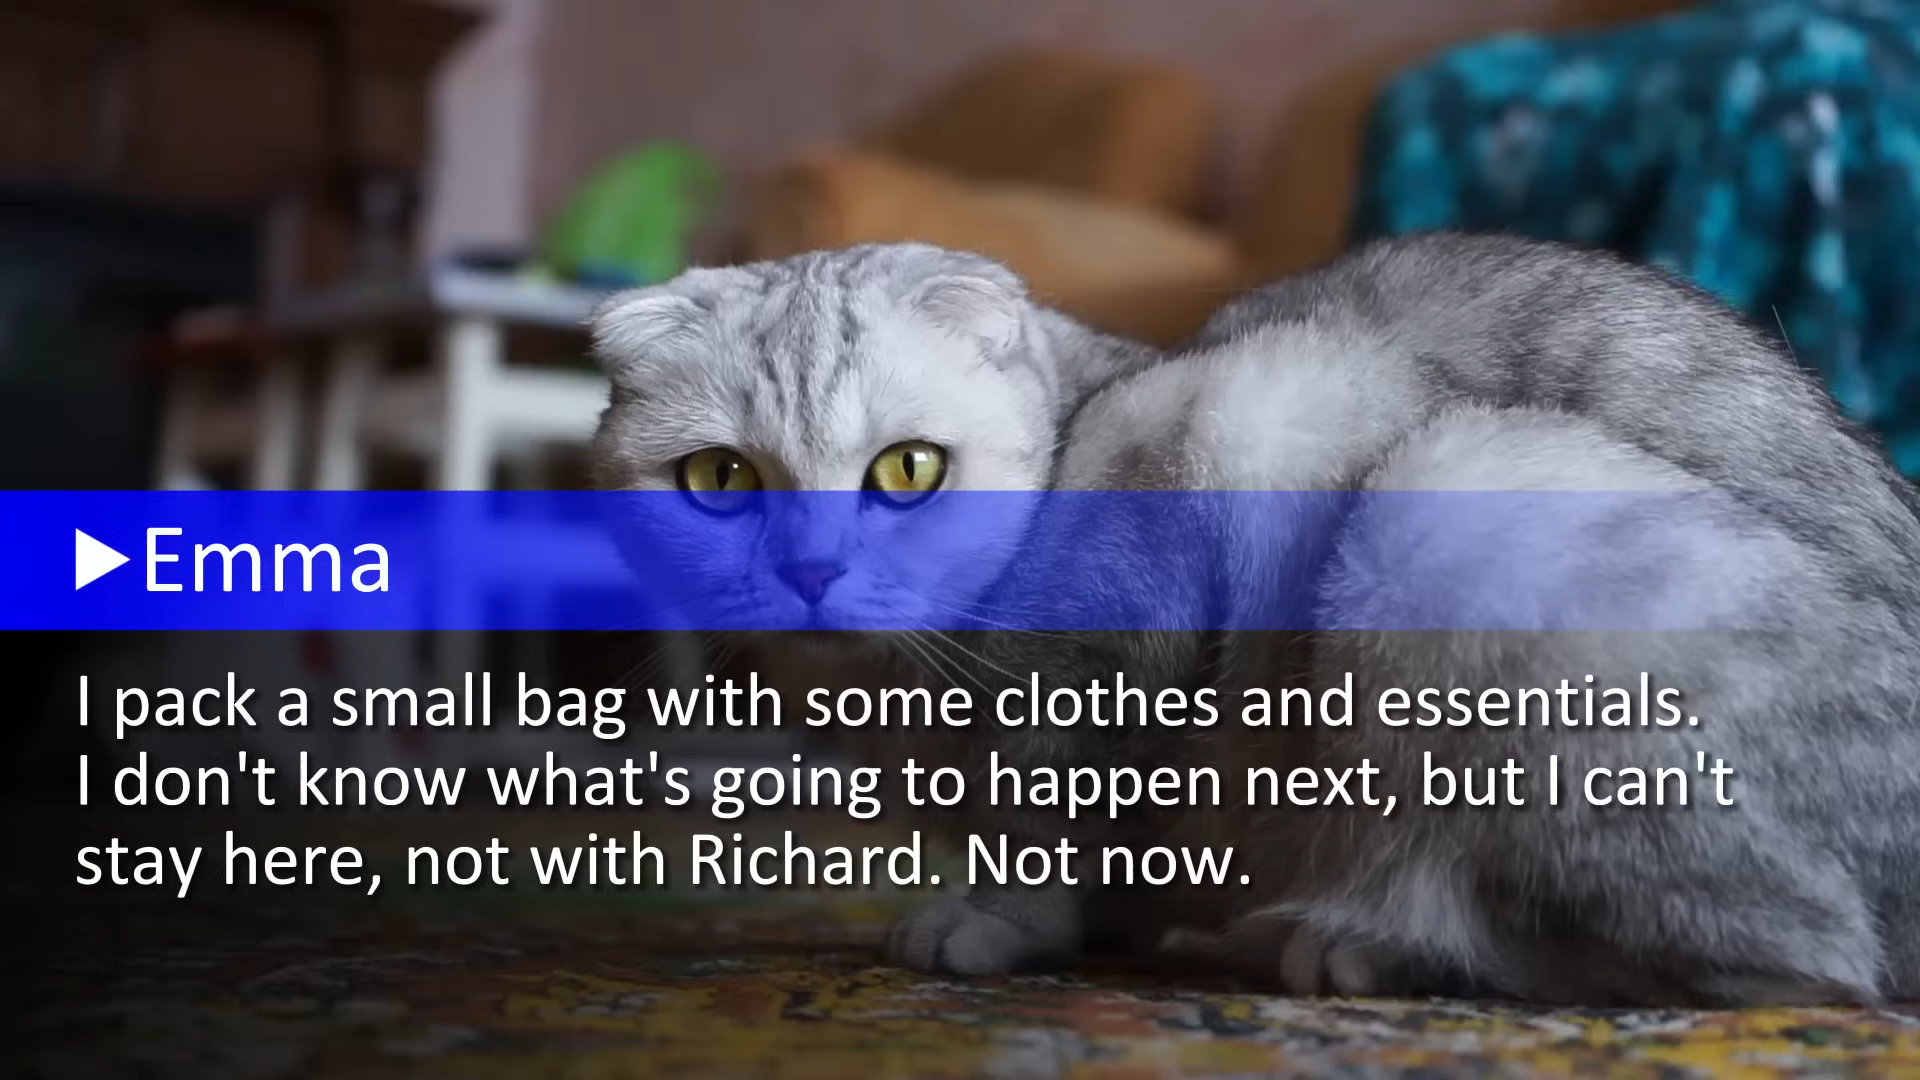 Emma
I pack a small bag with some clothes and essentials.
I don't know what's going to happen next, but I can't
stay here, not with Richard. Not now.